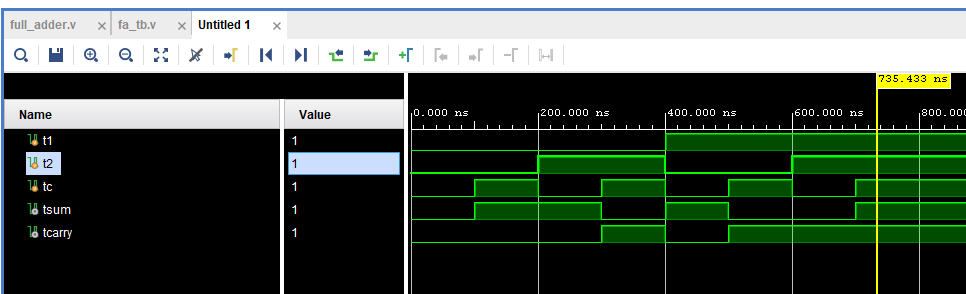 full_adder.v × fa_tb.v × Untitled 1 ×
735.433 ns
Name Value
0.000 ns 200.000 ns 400.000 ns 600.000 ns 800.000
t1 1
t2 1
tc 1
tsum 1
tcarry 1